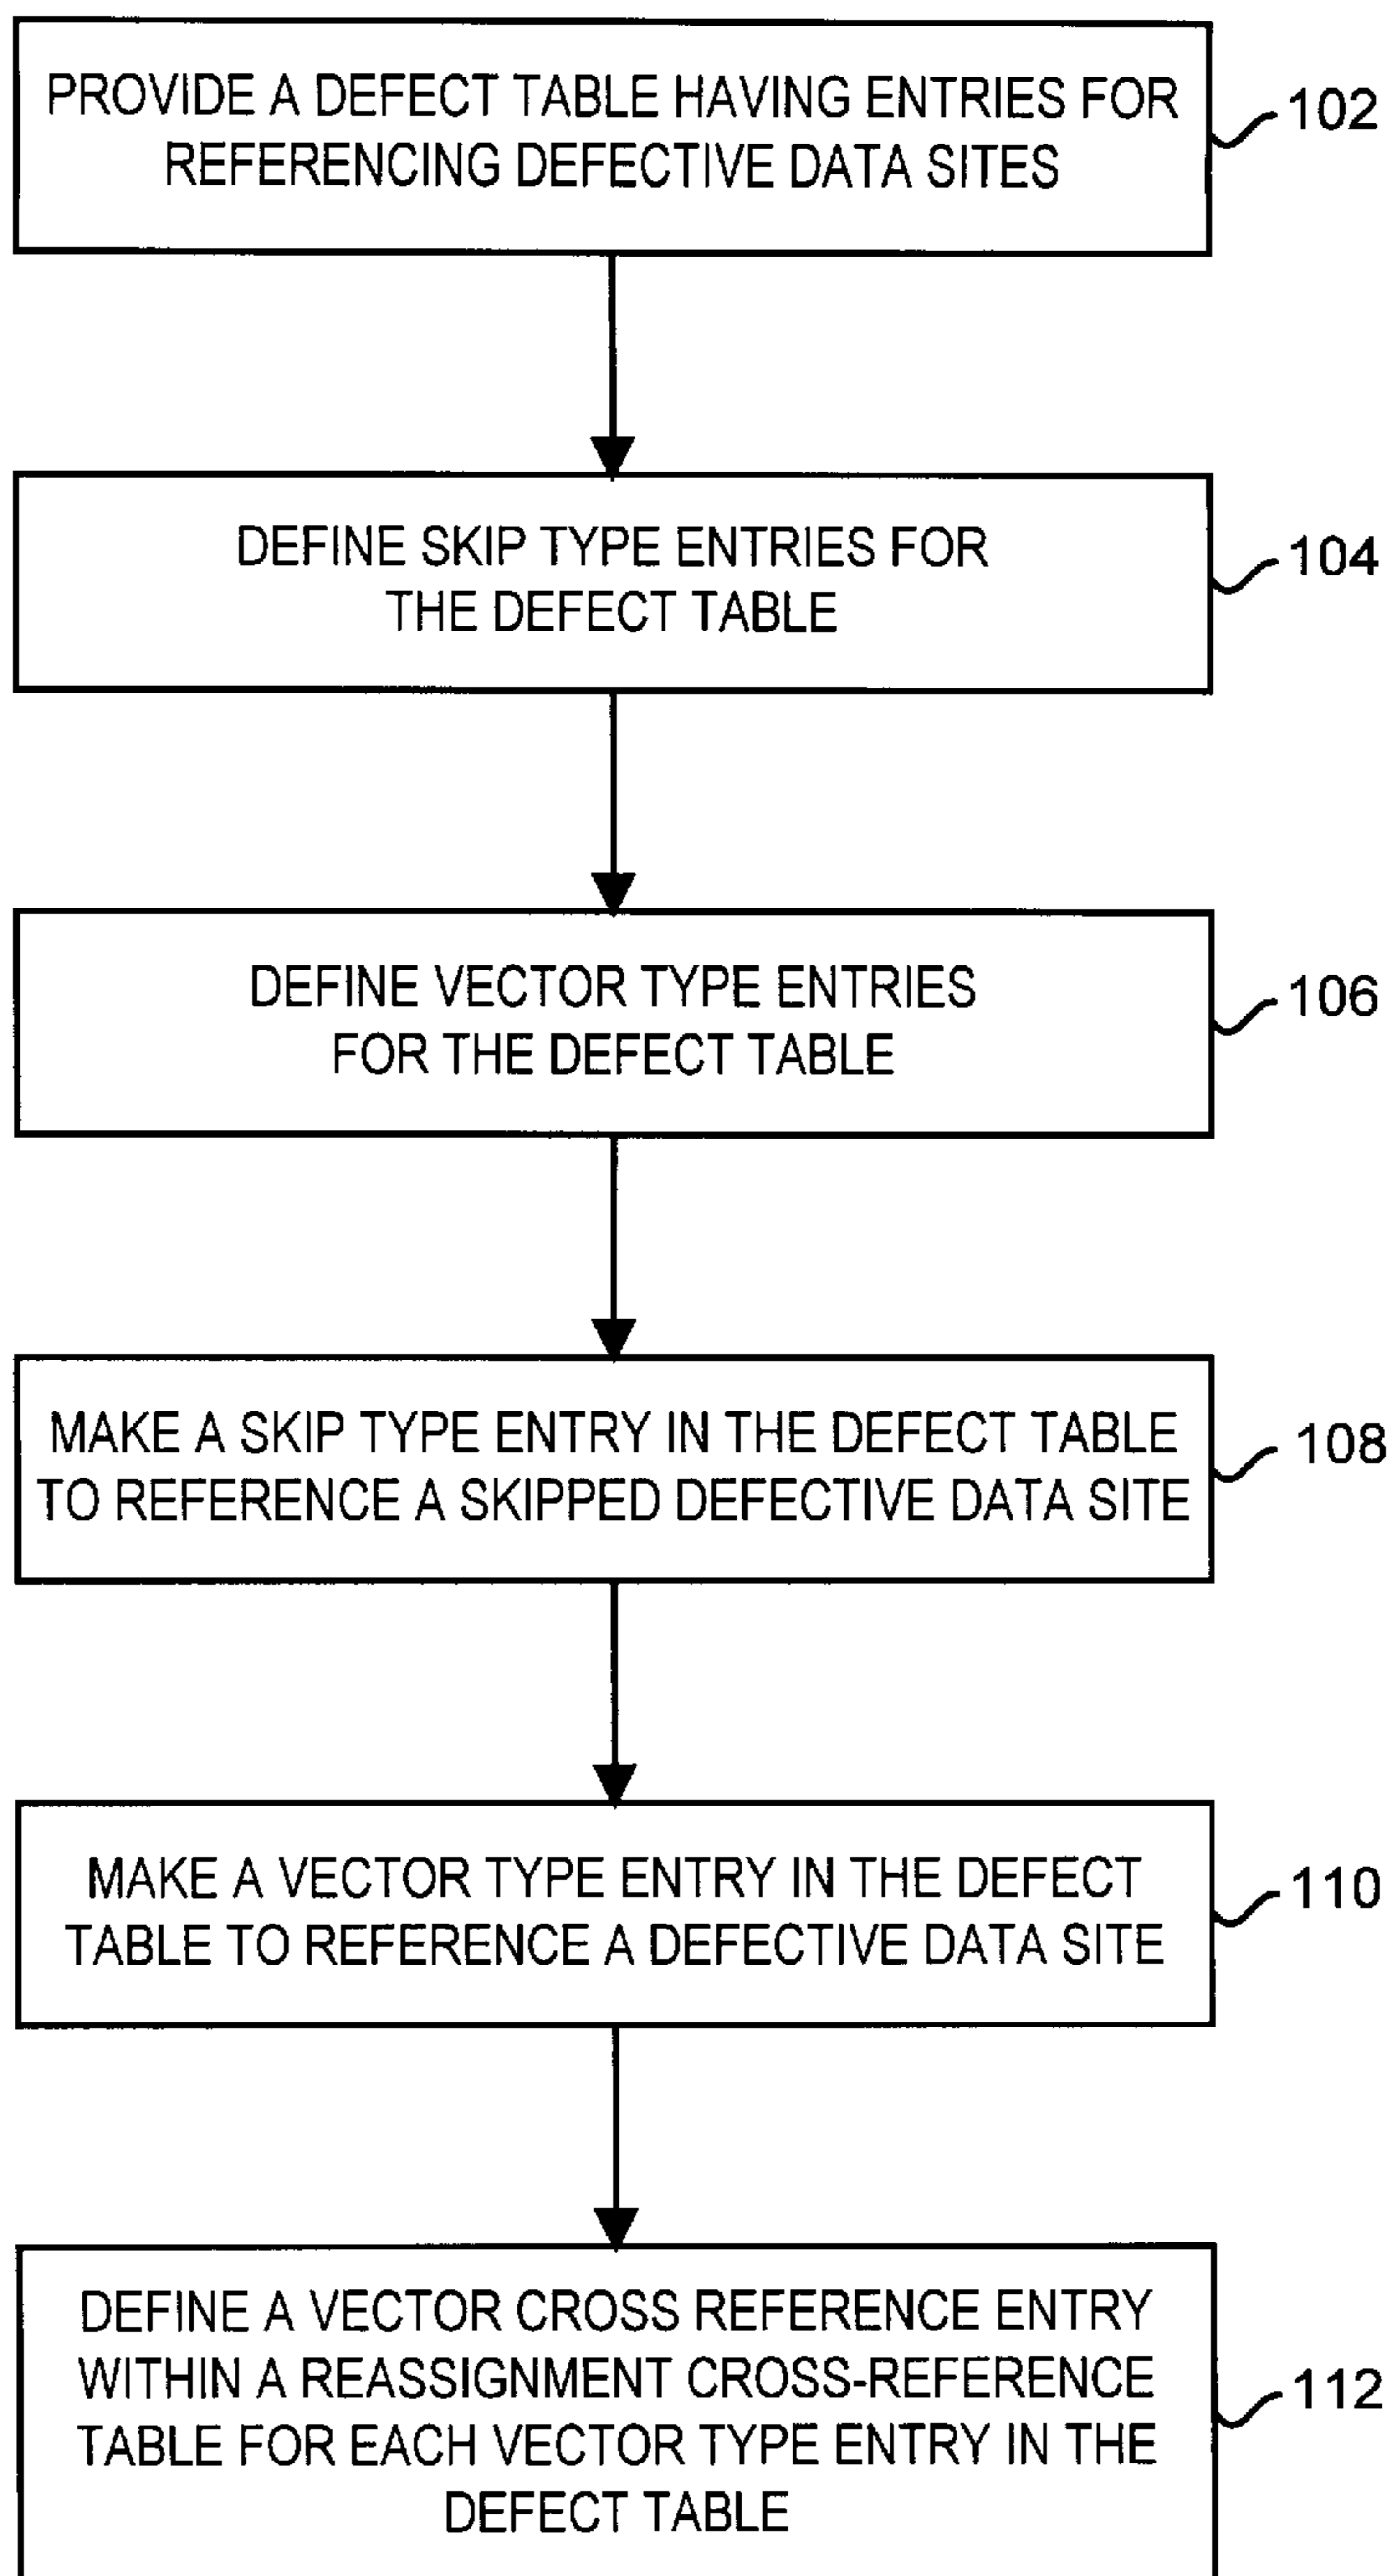 PROVIDE A DEFECT TABLE HAVING ENTRIES FOR
REFERENCING DEFECTIVE DATA SITES
102
DEFINE SKIP TYPE ENTRIES FOR
THE DEFECT TABLE
104
DEFINE VECTOR TYPE ENTRIES
FOR THE DEFECT TABLE
106
MAKE A SKIP TYPE ENTRY IN THE DEFECT TABLE
TO REFERENCE A SKIPPED DEFECTIVE DATA SITE
108
MAKE A VECTOR TYPE ENTRY IN THE DEFECT
TABLE TO REFERENCE A DEFECTIVE DATA SITE
110
DEFINE A VECTOR CROSS REFERENCE ENTRY
WITHIN A REASSIGNMENT CROSS-REFERENCE
TABLE FOR EACH VECTOR TYPE ENTRY IN THE
DEFECT TABLE
112